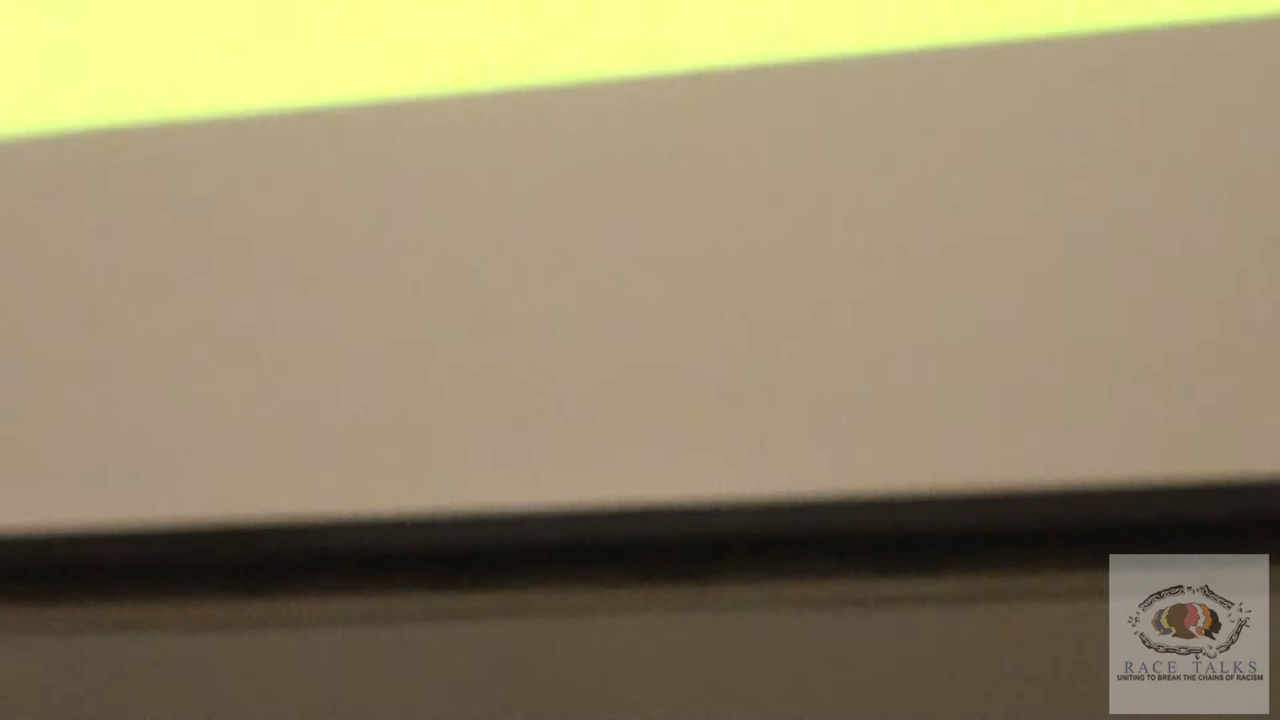 RACE TALKS
UNITING TO BREAK THE CHAINS OF RACISM